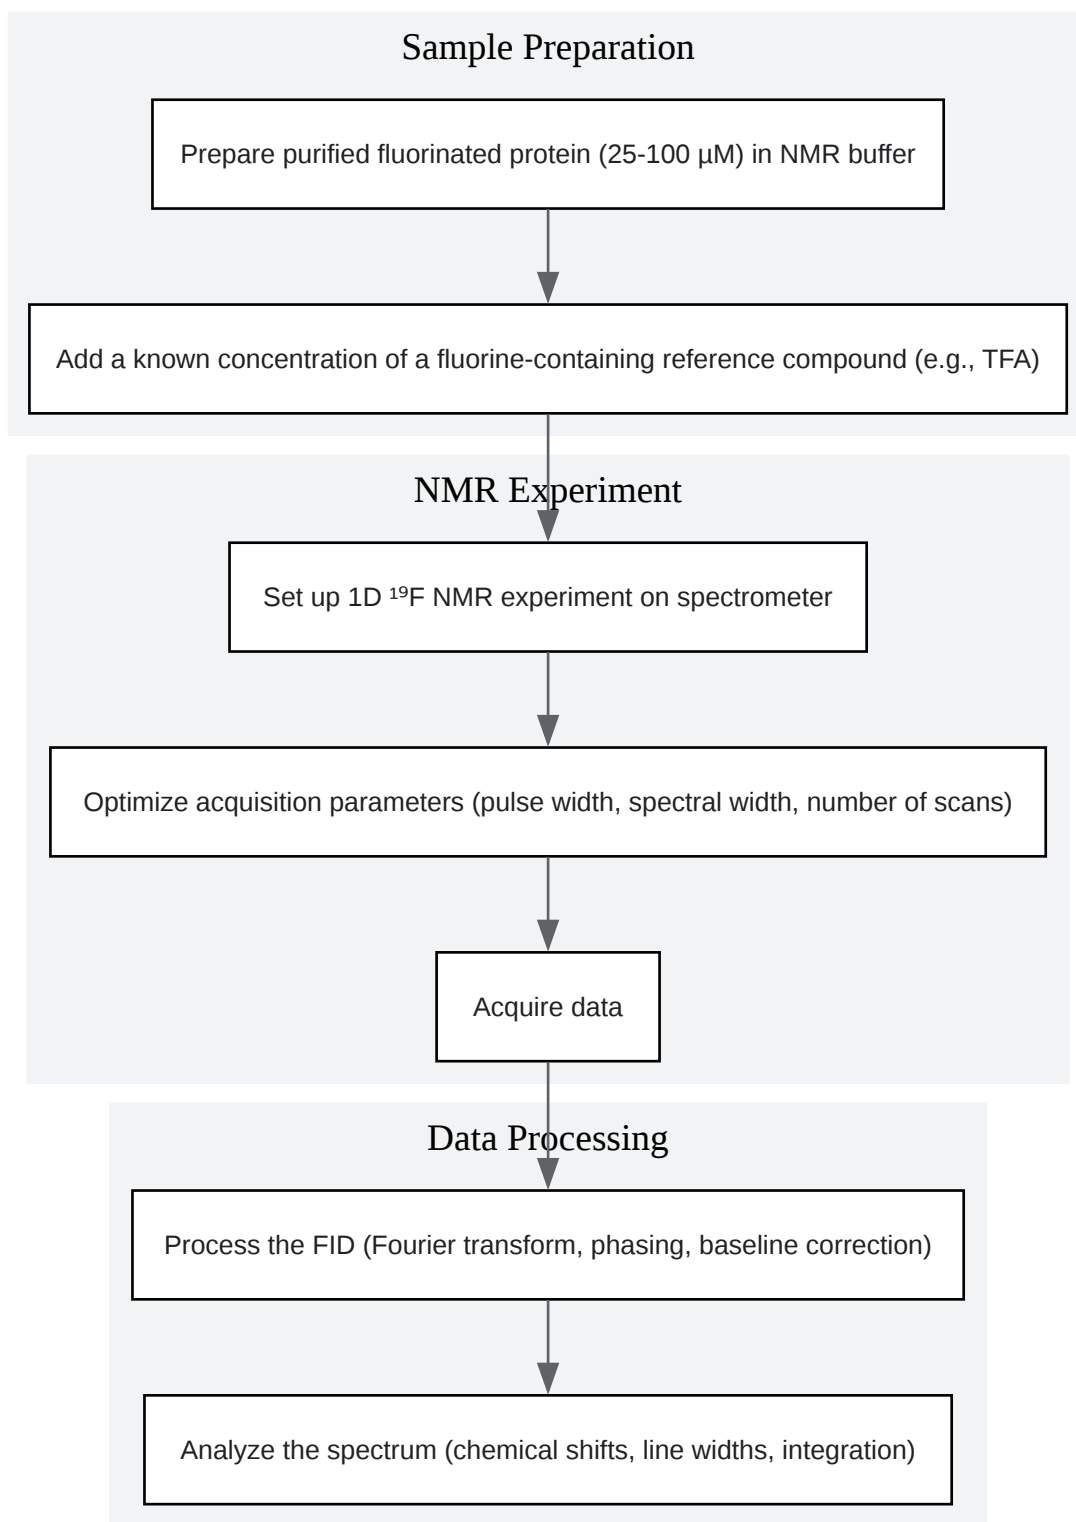 Sample Preparation
Prepare purified fluorinated protein (25-100 µM) in NMR buffer
Add a known concentration of a fluorine-containing reference compound (e.g., TFA)
NMR Experiment
Set up 1D ¹⁹F NMR experiment on spectrometer
Optimize acquisition parameters (pulse width, spectral width, number of scans)
Acquire data
Data Processing
Process the FID (Fourier transform, phasing, baseline correction)
Analyze the spectrum (chemical shifts, line widths, integration)